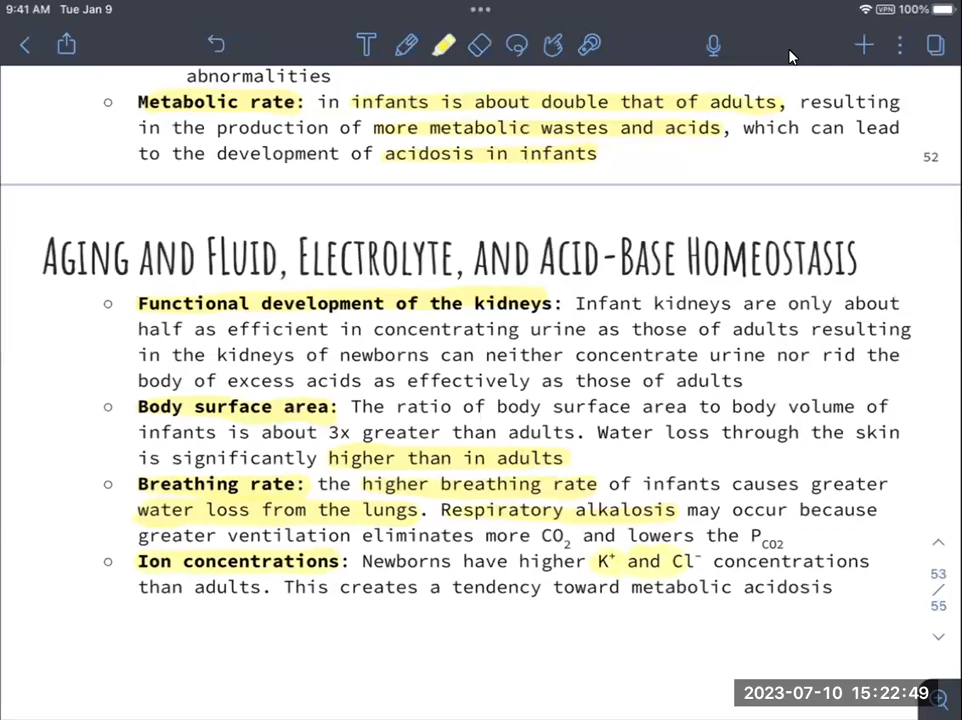 9:41 AM Tue Jan 9
VPN 100%
abnormalities
○ Metabolic rate: in infants is about double that of adults, resulting
in the production of more metabolic wastes and acids, which can lead
to the development of acidosis in infants
52
Aging and Fluid, Electrolyte, and Acid-Base Homeostasis
○ Functional development of the kidneys: Infant kidneys are only about
half as efficient in concentrating urine as those of adults resulting
in the kidneys of newborns can neither concentrate urine nor rid the
body of excess acids as effectively as those of adults
○ Body surface area: The ratio of body surface area to body volume of
infants is about 3x greater than adults. Water loss through the skin
is significantly higher than in adults
○ Breathing rate: the higher breathing rate of infants causes greater
water loss from the lungs. Respiratory alkalosis may occur because
greater ventilation eliminates more CO₂ and lowers the P_CO2
○ Ion concentrations: Newborns have higher K⁺ and Cl⁻ concentrations
than adults. This creates a tendency toward metabolic acidosis
53
/
55
2023-07-10 15:22:49